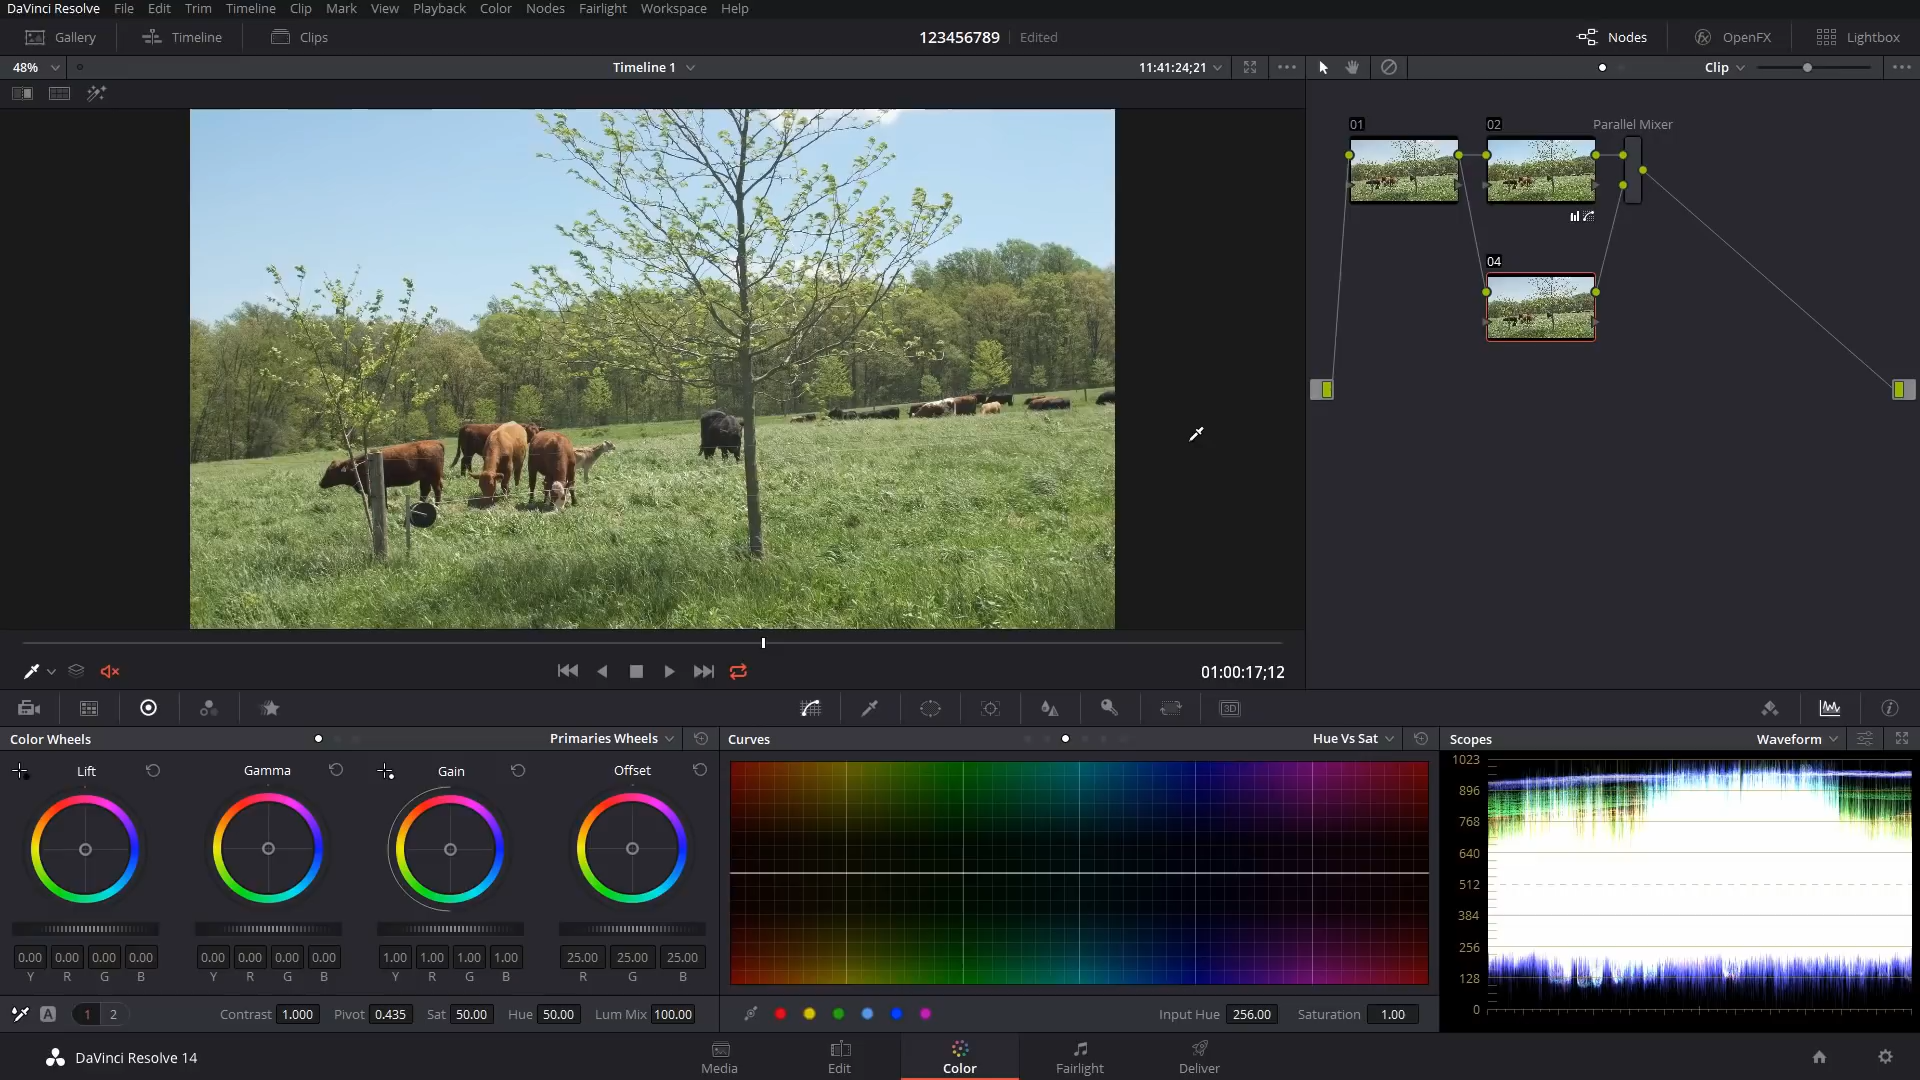 DaVinci Resolve File Edit Trim Timeline Clip Mark View Playback Color Nodes Fairlight Workspace Help
Gallery Timeline Clips 123456789 Edited Nodes OpenFX Lightbox
48% Timeline 1 11:41:24;21 Clip
01 02 Parallel Mixer
04
01:00:17;12
3D
Color Wheels Primaries Wheels Curves Hue Vs Sat Scopes Waveform
Lift Gamma Gain Offset
1023
896
768
640
512
384
256
128
0
0.00 0.00 0.00 0.00 0.00 0.00 0.00 0.00 1.00 1.00 1.00 1.00 25.00 25.00 25.00
Y R G B Y R G B Y R G B R G B
A 1 2 Contrast 1.000 Pivot 0.435 Sat 50.00 Hue 50.00 Lum Mix 100.00 Input Hue 256.00 Saturation 1.00
DaVinci Resolve 14 Media Edit Color Fairlight Deliver